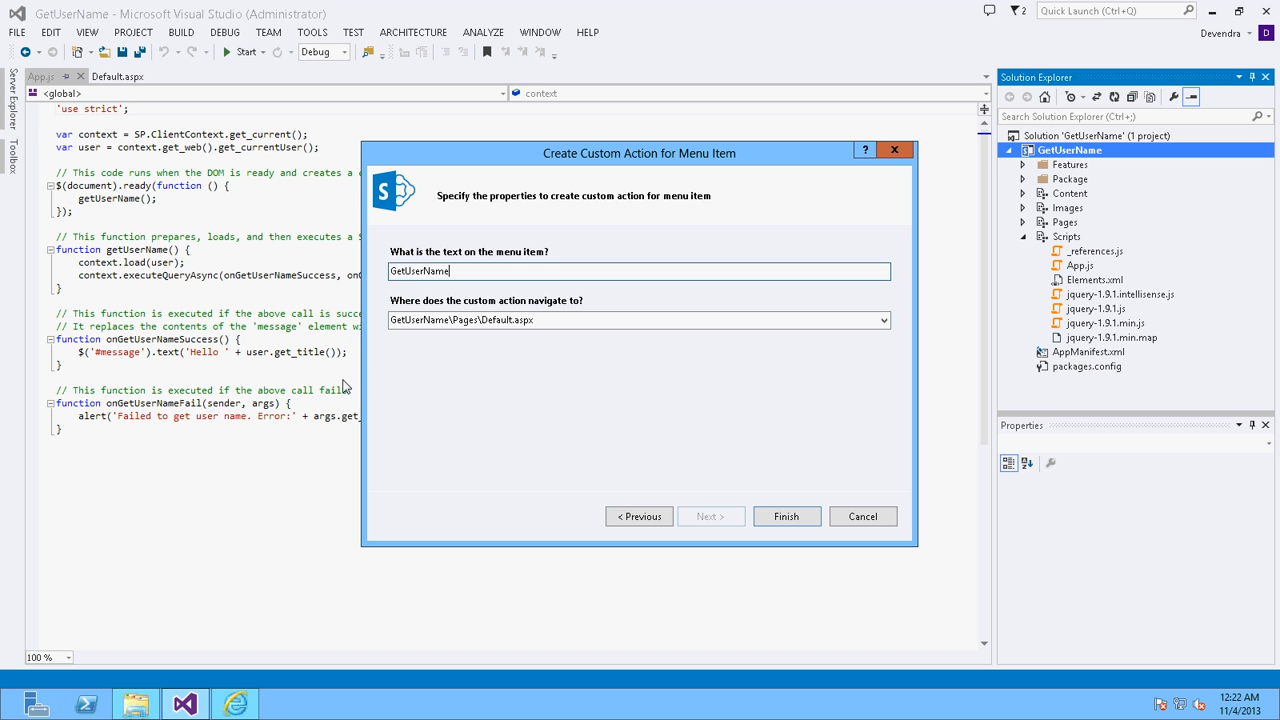 GetUserName - Microsoft Visual Studio (Administrator)
2
Quick Launch (Ctrl+Q)
FILE EDIT VIEW PROJECT BUILD DEBUG TEAM TOOLS TEST ARCHITECTURE ANALYZE WINDOW HELP
Devendra
D
Start
Debug
Server Explorer
Toolbox
App.js
Default.aspx
<global>
context
'use strict';
var context = SP.ClientContext.get_current();
var user = context.get_web().get_currentUser();
// This code runs when the DOM is ready and creates a c
$(document).ready(function () {
getUserName();
});
// This function prepares, loads, and then executes a S
function getUserName() {
context.load(user);
context.executeQueryAsync(onGetUserNameSuccess, onG
}
// This function is executed if the above call is succe
// It replaces the contents of the 'message' element wi
function onGetUserNameSuccess() {
$('#message').text('Hello ' + user.get_title());
}
// This function is executed if the above call fail
function onGetUserNameFail(sender, args) {
alert('Failed to get user name. Error:' + args.get_
}
100 %
Create Custom Action for Menu Item
?
Specify the properties to create custom action for menu item
What is the text on the menu item?
GetUserName
Where does the custom action navigate to?
GetUserName\Pages\Default.aspx
< Previous
Next >
Finish
Cancel
Solution Explorer
Search Solution Explorer (Ctrl+;)
Solution 'GetUserName' (1 project)
GetUserName
Features
Package
Content
Images
Pages
Scripts
_references.js
App.js
Elements.xml
jquery-1.9.1.intellisense.js
jquery-1.9.1.js
jquery-1.9.1.min.js
jquery-1.9.1.min.map
AppManifest.xml
packages.config
Properties
12:22 AM
11/4/2013